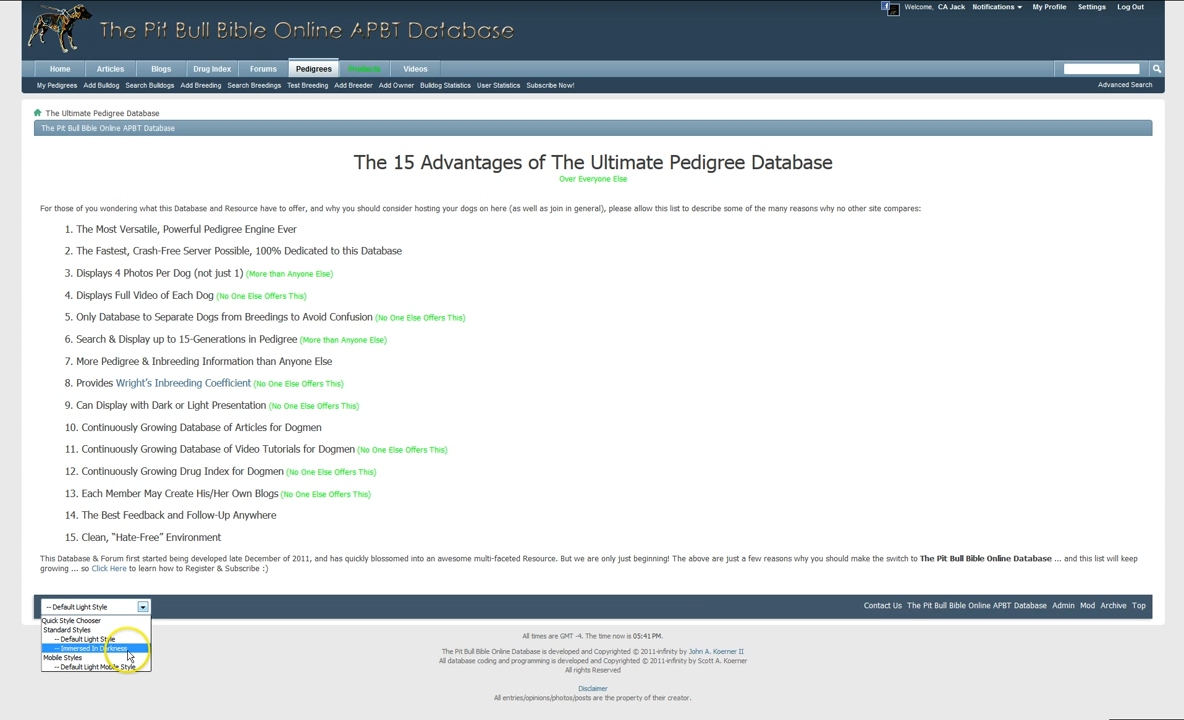 The Pit Bull Bible Online APBT Database
Welcome, CA Jack Notifications My Profile Settings Log Out
Home Articles Blogs Drug Index Forums Pedigrees Products Videos
My Pedigrees Add Bulldog Search Bulldogs Add Breeding Search Breedings Test Breeding Add Breeder Add Owner Bulldog Statistics User Statistics Subscribe Now!
Advanced Search
The Ultimate Pedigree Database
The Pit Bull Bible Online APBT Database
The 15 Advantages of The Ultimate Pedigree Database
Over Everyone Else
For those of you wondering what this Database and Resource have to offer, and why you should consider hosting your dogs on here (as well as join in general), please allow this list to describe some of the many reasons why no other site compares:
1. The Most Versatile, Powerful Pedigree Engine Ever
2. The Fastest, Crash-Free Server Possible, 100% Dedicated to this Database
3. Displays 4 Photos Per Dog (not just 1) (More than Anyone Else)
4. Displays Full Video of Each Dog (No One Else Offers This)
5. Only Database to Separate Dogs from Breedings to Avoid Confusion (No One Else Offers This)
6. Search & Display up to 15-Generations in Pedigree (More than Anyone Else)
7. More Pedigree & Inbreeding Information than Anyone Else
8. Provides Wright's Inbreeding Coefficient (No One Else Offers This)
9. Can Display with Dark or Light Presentation (No One Else Offers This)
10. Continuously Growing Database of Articles for Dogmen
11. Continuously Growing Database of Video Tutorials for Dogmen (No One Else Offers This)
12. Continuously Growing Drug Index for Dogmen (No One Else Offers This)
13. Each Member May Create His/Her Own Blogs (No One Else Offers This)
14. The Best Feedback and Follow-Up Anywhere
15. Clean, “Hate-Free” Environment
This Database & Forum first started being developed late December of 2011, and has quickly blossomed into an awesome multi-faceted Resource. But we are only just beginning! The above are just a few reasons why you should make the switch to The Pit Bull Bible Online Database ... and this list will keep
growing ... so Click Here to learn how to Register & Subscribe :)
-- Default Light Style
Contact Us The Pit Bull Bible Online APBT Database Admin Mod Archive Top
Quick Style Chooser
Standard Styles
-- Default Light Style
-- Immersed In Darkness
Mobile Styles
-- Default Light Mobile Style
All times are GMT -4. The time now is 05:41 PM.
The Pit Bull Bible Online Database is developed and Copyrighted © 2011-infinity by John A. Koerner II
All database coding and programming is developed and Copyrighted © 2011-infinity by Scott A. Koerner
All rights Reserved
Disclaimer
All entries/opinions/photos/posts are the property of their creator.